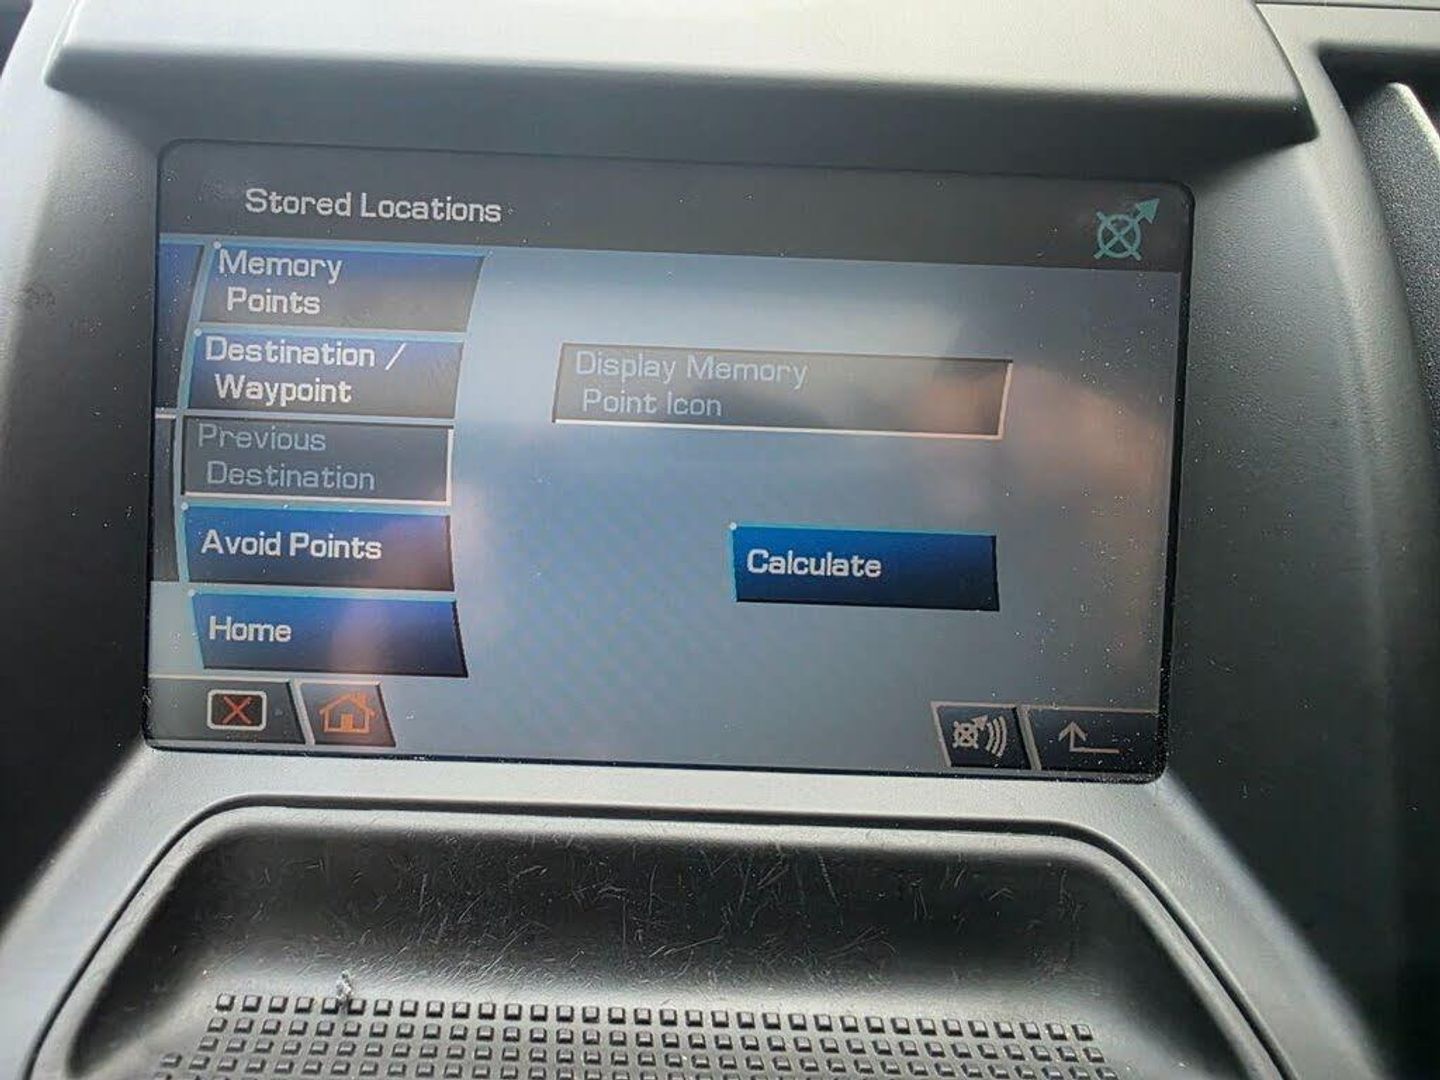 Stored Locations
Memory
Points
Destination /
Waypoint
Previous
Destination
Avoid Points
Home
Display Memory
Point Icon
Calculate